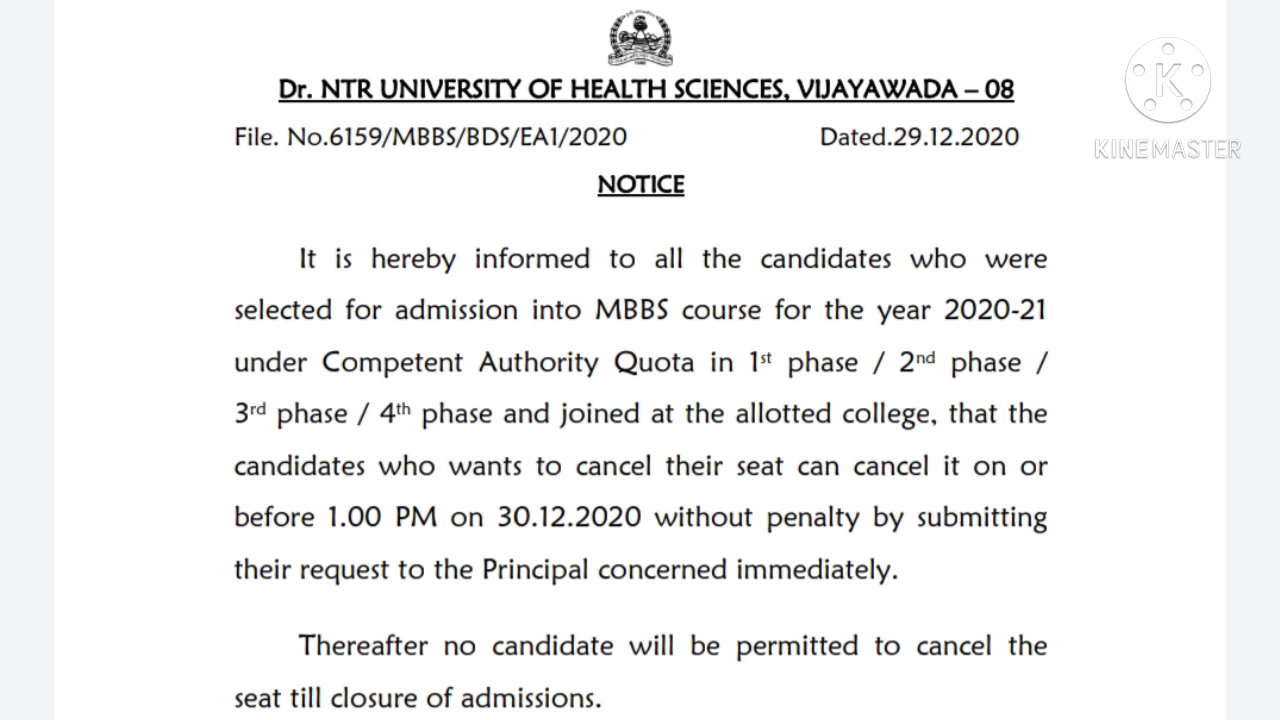 Dr. NTR UNIVERSITY OF HEALTH SCIENCES, VIJAYAWADA – 08
File. No.6159/MBBS/BDS/EA1/2020 Dated.29.12.2020
NOTICE
It is hereby informed to all the candidates who were
selected for admission into MBBS course for the year 2020-21
under Competent Authority Quota in 1st phase / 2nd phase /
3rd phase / 4th phase and joined at the allotted college, that the
candidates who wants to cancel their seat can cancel it on or
before 1.00 PM on 30.12.2020 without penalty by submitting
their request to the Principal concerned immediately.
Thereafter no candidate will be permitted to cancel the
seat till closure of admissions.
K
KINEMASTER